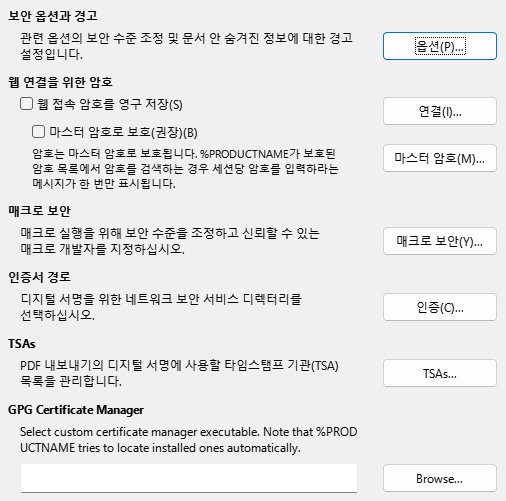 보안 옵션과 경고
관련 옵션의 보안 수준 조정 및 문서 안 숨겨진 정보에 대한 경고
설정입니다.
옵션(P)...
웹 연결을 위한 암호
웹 접속 암호를 영구 저장(S)
연결(I)...
마스터 암호로 보호(권장)(B)
암호는 마스터 암호로 보호됩니다. %PRODUCTNAME가 보호된
암호 목록에서 암호를 검색하는 경우 세션당 암호를 입력하라는
메시지가 한 번만 표시됩니다.
마스터 암호(M)...
매크로 보안
매크로 실행을 위해 보안 수준을 조정하고 신뢰할 수 있는
매크로 개발자를 지정하십시오.
매크로 보안(Y)...
인증서 경로
디지털 서명을 위한 네트워크 보안 서비스 디렉터리를
선택하십시오.
인증(C)...
TSAs
PDF 내보내기의 디지털 서명에 사용할 타임스탬프 기관(TSA)
목록을 관리합니다.
TSAs...
GPG Certificate Manager
Select custom certificate manager executable. Note that %PROD
UCTNAME tries to locate installed ones automatically.
Browse...